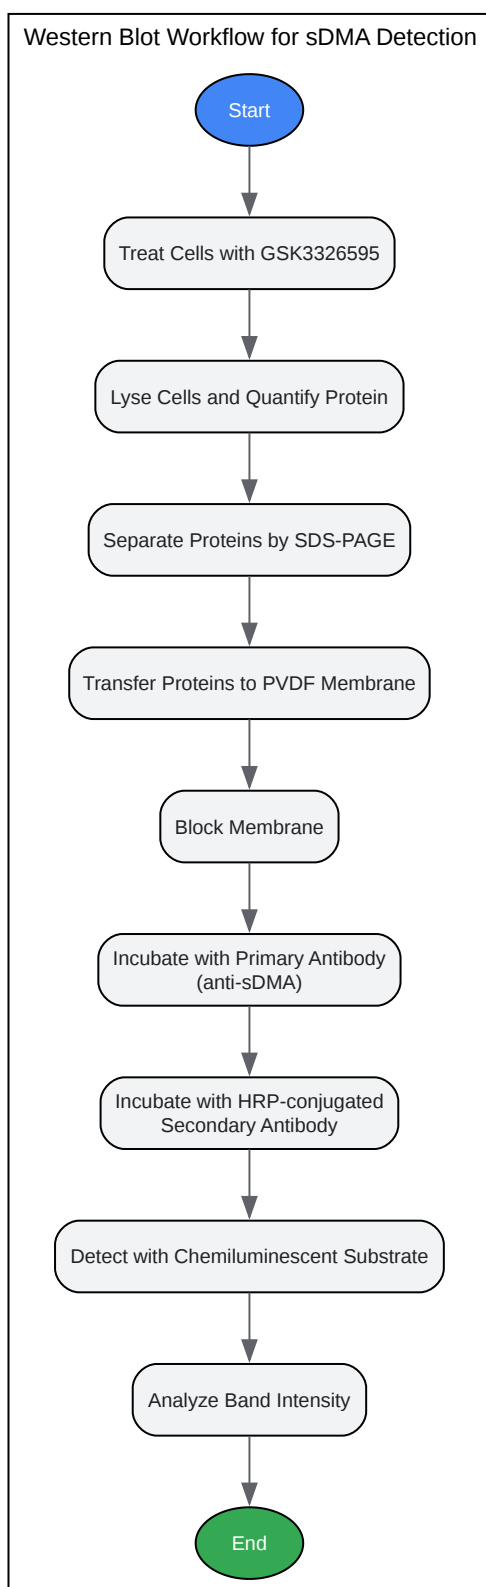 Western Blot Workflow for sDMA Detection
Start
Treat Cells with GSK3326595
Lyse Cells and Quantify Protein
Separate Proteins by SDS-PAGE
Transfer Proteins to PVDF Membrane
Block Membrane
Incubate with Primary Antibody
(anti-sDMA)
Incubate with HRP-conjugated
Secondary Antibody
Detect with Chemiluminescent Substrate
Analyze Band Intensity
End